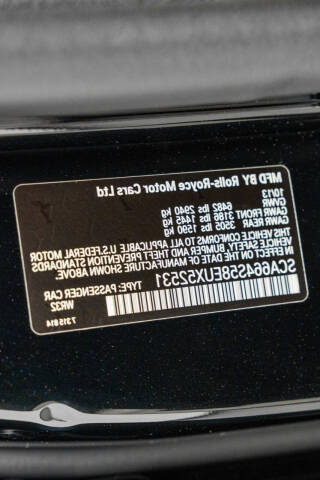 MFD BY Rolls-Royce Motor Cars Ltd
10/13
GVWR 6482 lbs 2940 kg
GAWR FRONT 3186 lbs 1445 kg
GAWR REAR 3505 lbs 1590 kg
THIS VEHICLE CONFORMS TO ALL APPLICABLE U.S. FEDERAL MOTOR
VEHICLE SAFETY, BUMPER AND THEFT PREVENTION STANDARDS
IN EFFECT ON THE DATE OF MANUFACTURE SHOWN ABOVE.
SCA664S58EUX52531
TYPE: PASSENGER CAR
WR32
7315814